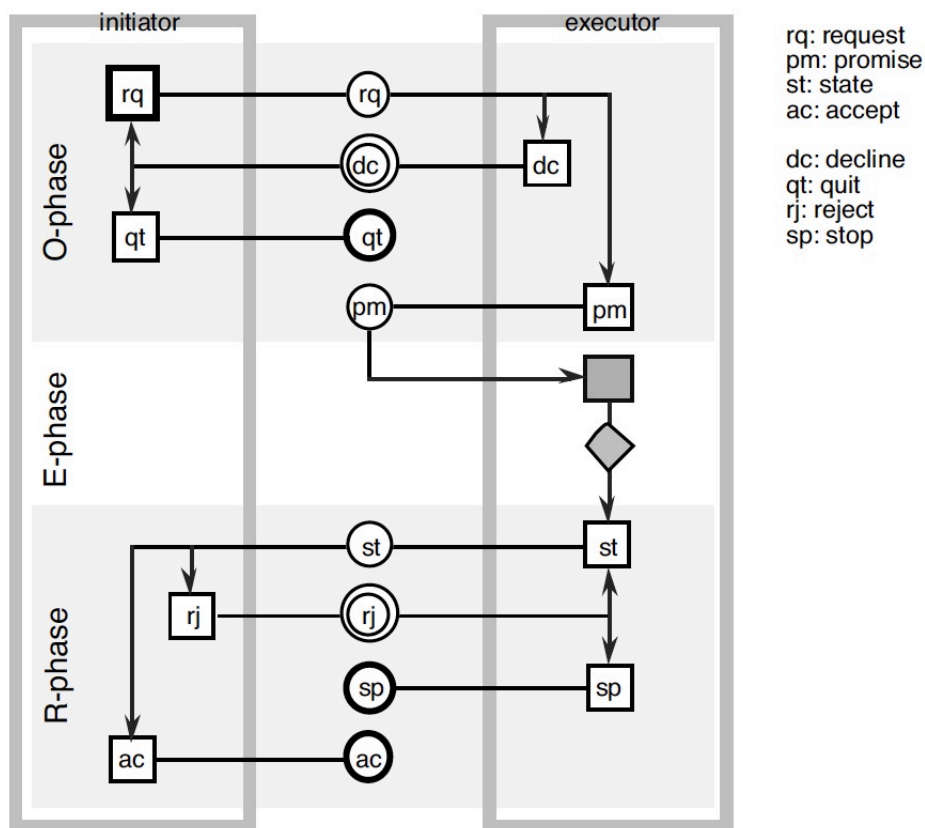 initiator
executor
rq: request
pm: promise
st: state
ac: accept
dc: decline
qt: quit
rj: reject
sp: stop
O-phase
rq
rq
dc
dc
qt
qt
pm
pm
E-phase
R-phase
st
st
rj
rj
sp
sp
ac
ac